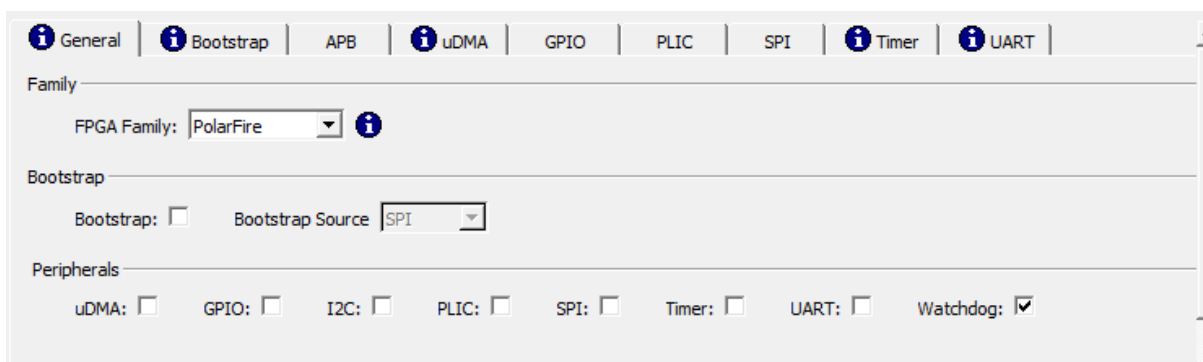 General Bootstrap APB uDMA GPIO PLIC SPI Timer UART
Family
FPGA Family: PolarFire
Bootstrap
Bootstrap: Bootstrap Source SPI
Peripherals
uDMA: GPIO: I2C: PLIC: SPI: Timer: UART: Watchdog: